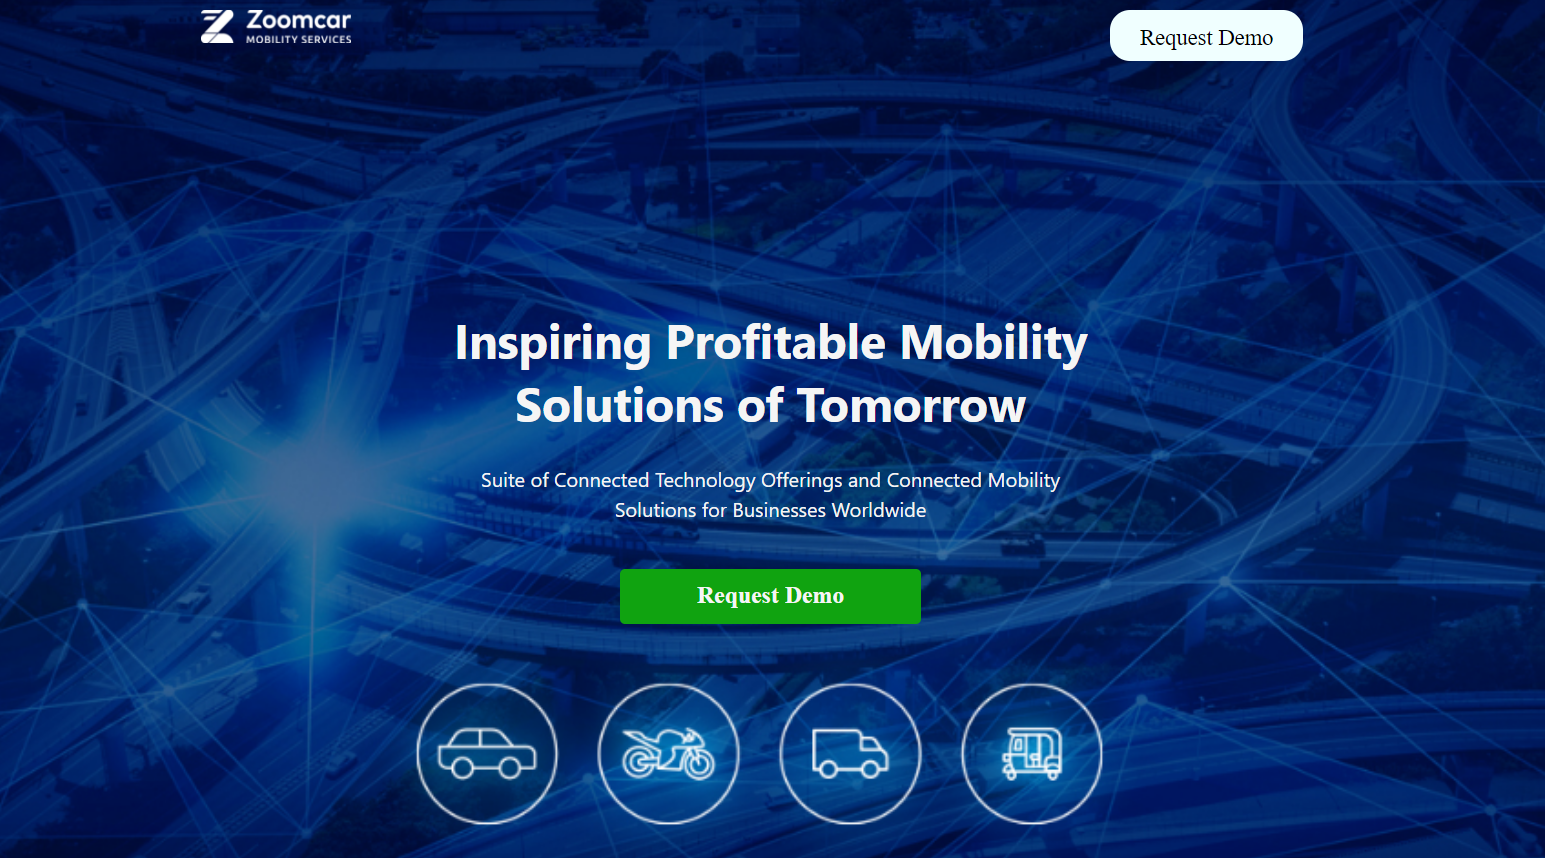 Zoomcar
MOBILITY SERVICES
Request Demo
Inspiring Profitable Mobility
Solutions of Tomorrow
Suite of Connected Technology Offerings and Connected Mobility
Solutions for Businesses Worldwide
Request Demo